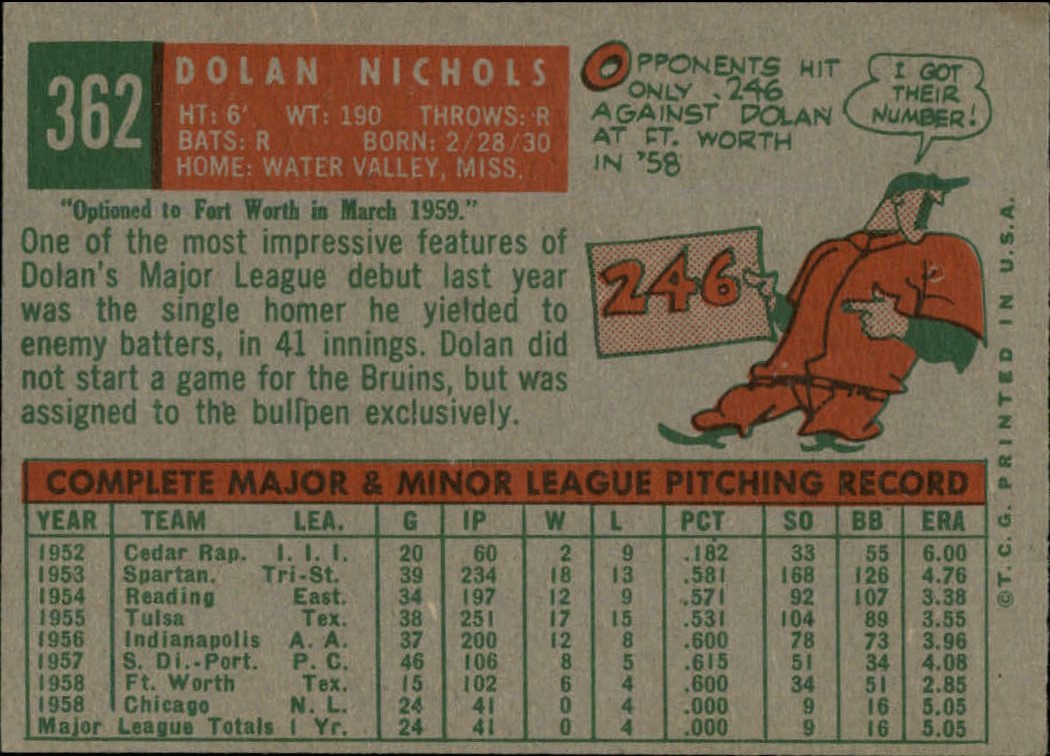 362
DOLAN NICHOLS
HT: 6' WT: 190 THROWS: R
BATS: R BORN: 2/28/30
HOME: WATER VALLEY, MISS.
"Optioned to Fort Worth in March 1959."
One of the most impressive features of
Dolan's Major League debut last year
was the single homer he yielded to
enemy batters, in 41 innings. Dolan did
not start a game for the Bruins, but was
assigned to the bullpen exclusively.
OPPONENTS HIT
ONLY .246
AGAINST DOLAN
AT FT. WORTH
IN '58
I GOT
THEIR
NUMBER!
246
COMPLETE MAJOR & MINOR LEAGUE PITCHING RECORD
YEAR TEAM LEA. G IP W L PCT SO BB ERA
1952 Cedar Rap. I. I. I. 20 60 2 9 .182 33 55 6.00
1953 Spartan. Tri-St. 39 234 18 13 .581 168 126 4.76
1954 Reading East. 34 197 12 9 .571 92 107 3.38
1955 Tulsa Tex. 38 251 17 15 .531 104 89 3.55
1956 Indianapolis A. A. 37 200 12 8 .600 78 73 3.96
1957 S. Di.-Port. P. C. 46 106 8 5 .615 51 34 4.08
1958 Ft. Worth Tex. 15 102 6 4 .600 34 51 2.85
1958 Chicago N. L. 24 41 0 4 .000 9 16 5.05
Major League Totals 1 Yr. 24 41 0 4 .000 9 16 5.05
©T. C. G. PRINTED IN U.S.A.